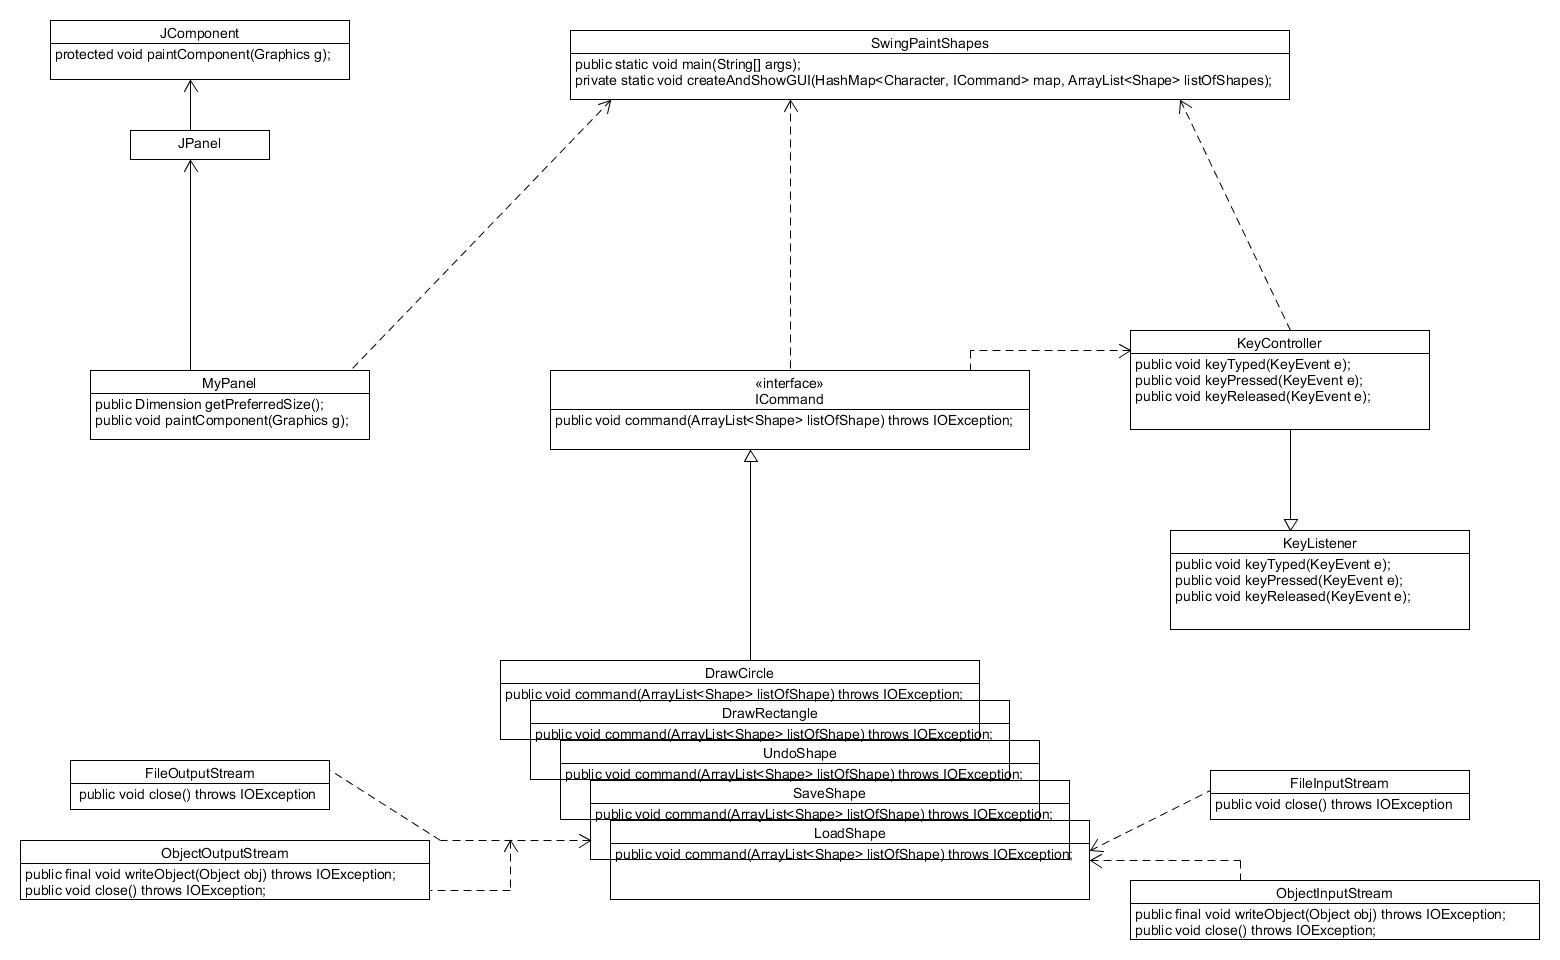 JComponent
protected void paintComponent(Graphics g);
JPanel
SwingPaintShapes
public static void main(String[] args);
private static void createAndShowGUI(HashMap<Character, ICommand> map, ArrayList<Shape> listOfShapes);
MyPanel
public Dimension getPreferredSize();
public void paintComponent(Graphics g);
«interface»
ICommand
public void command(ArrayList<Shape> listOfShape) throws IOException;
KeyController
public void keyTyped(KeyEvent e);
public void keyPressed(KeyEvent e);
public void keyReleased(KeyEvent e);
KeyListener
public void keyTyped(KeyEvent e);
public void keyPressed(KeyEvent e);
public void keyReleased(KeyEvent e);
DrawCircle
public void command(ArrayList<Shape> listOfShape) throws IOException;
DrawRectangle
public void command(ArrayList<Shape> listOfShape) throws IOException;
UndoShape
public void command(ArrayList<Shape> listOfShape) throws IOException;
SaveShape
public void command(ArrayList<Shape> listOfShape) throws IOException;
LoadShape
public void command(ArrayList<Shape> listOfShape) throws IOException;
FileOutputStream
public void close() throws IOException
ObjectOutputStream
public final void writeObject(Object obj) throws IOException;
public void close() throws IOException;
FileInputStream
public void close() throws IOException
ObjectInputStream
public final void writeObject(Object obj) throws IOException;
public void close() throws IOException;